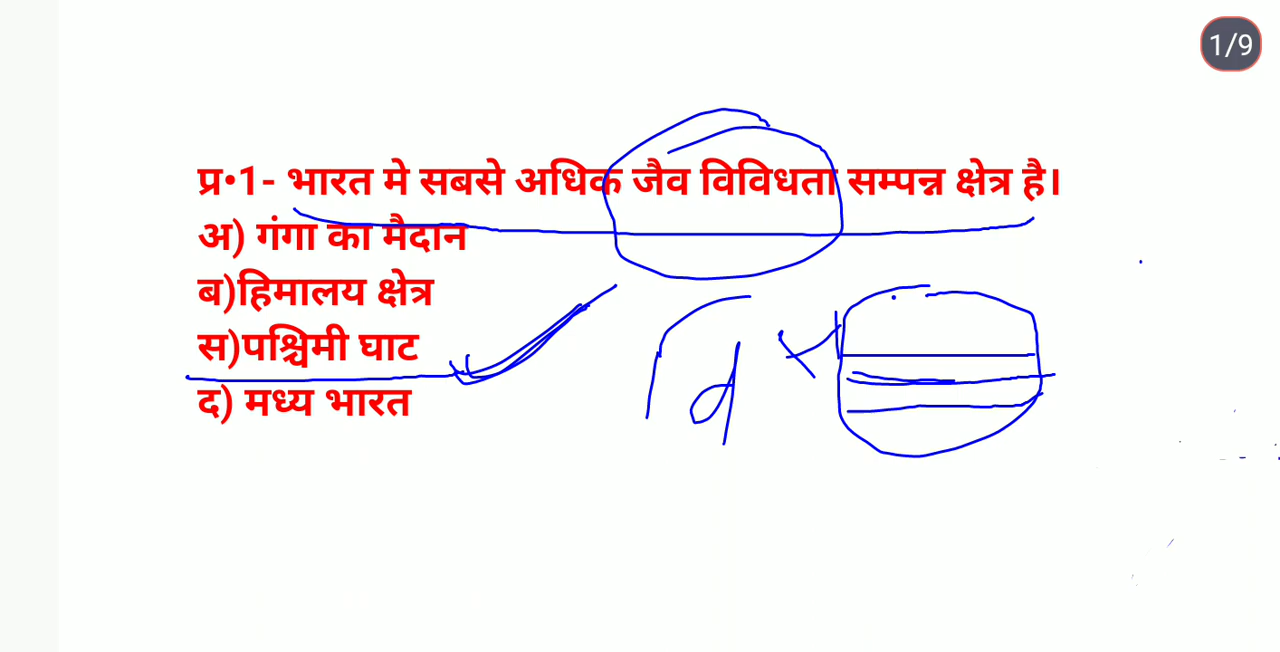 1/9
प्र•1- भारत मे सबसे अधिक जैव विविधता सम्पन्न क्षेत्र है।
अ) गंगा का मैदान
ब)हिमालय क्षेत्र
स)पश्चिमी घाट
द) मध्य भारत